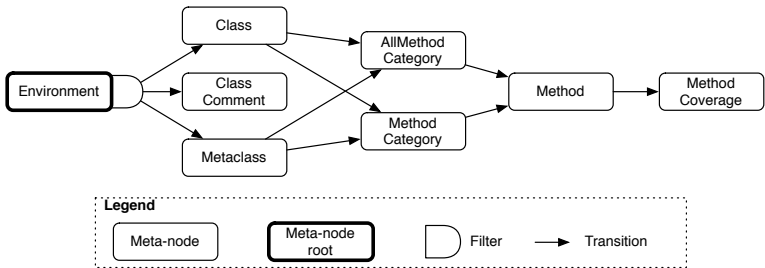 Class
AllMethod
Category
Environment
Class
Comment
Method
Method
Coverage
Method
Category
Metaclass
Legend
Meta-node
Meta-node
root
Filter
Transition